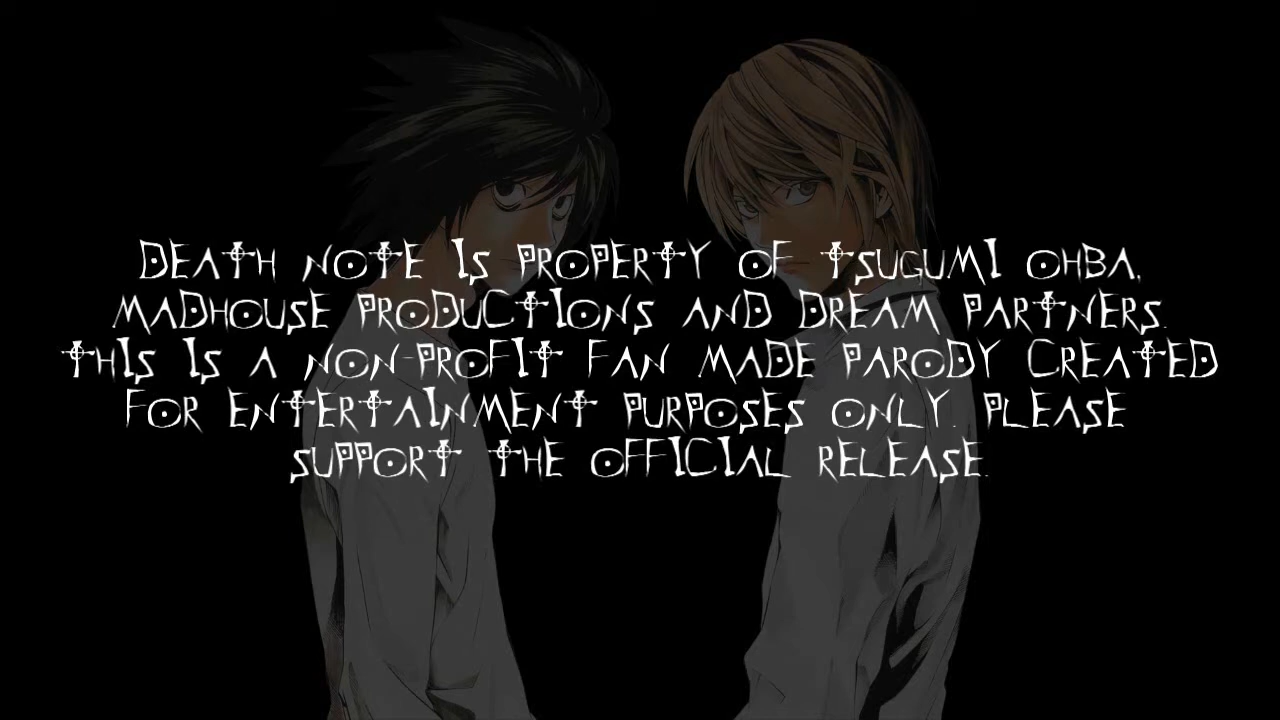 DEATH NOTE IS PROPERTY OF TSUGUMI OHBA,
MADHOUSE PRODUCTIONS AND DREAM PARTNERS.
THIS IS A NON-PROFIT FAN MADE PARODY CREATED
FOR ENTERTAINMENT PURPOSES ONLY. PLEASE
SUPPORT THE OFFICIAL RELEASE.